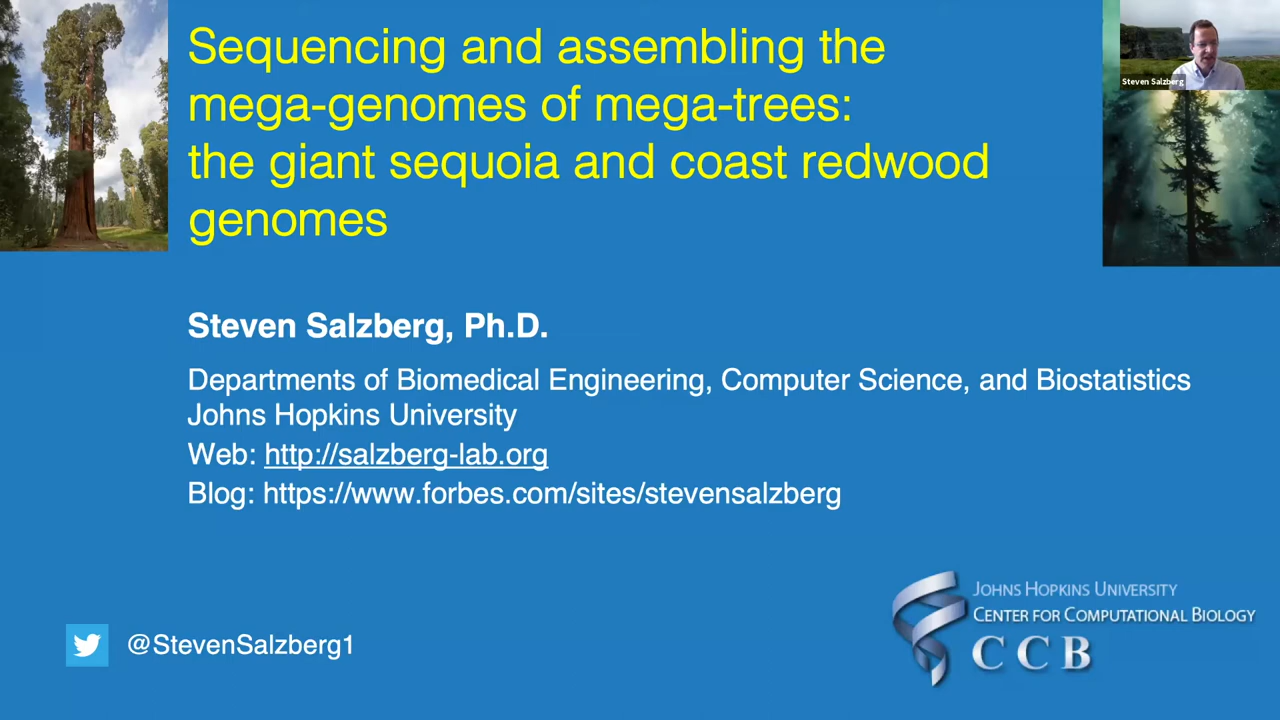 Sequencing and assembling the
mega-genomes of mega-trees:
the giant sequoia and coast redwood
genomes
Steven Salzberg
Steven Salzberg, Ph.D.
Departments of Biomedical Engineering, Computer Science, and Biostatistics
Johns Hopkins University
Web: http://salzberg-lab.org
Blog: https://www.forbes.com/sites/stevensalzberg
@StevenSalzberg1
JOHNS HOPKINS UNIVERSITY
CENTER FOR COMPUTATIONAL BIOLOGY
CCB